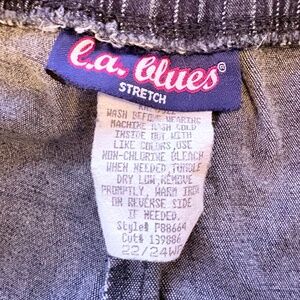 l.a. blues®
STRETCH
WASH BEFORE WEARING
MACHINE WASH COLD
INSIDE OUT WITH
LIKE COLORS, USE
NON-CHLORINE BLEACH
WHEN NEEDED, TUMBLE
DRY LOW, REMOVE
PROMPTLY, WARM IRON
ON REVERSE SIDE
IF NEEDED.
Style# P88664
Cut# 139886
22/24W